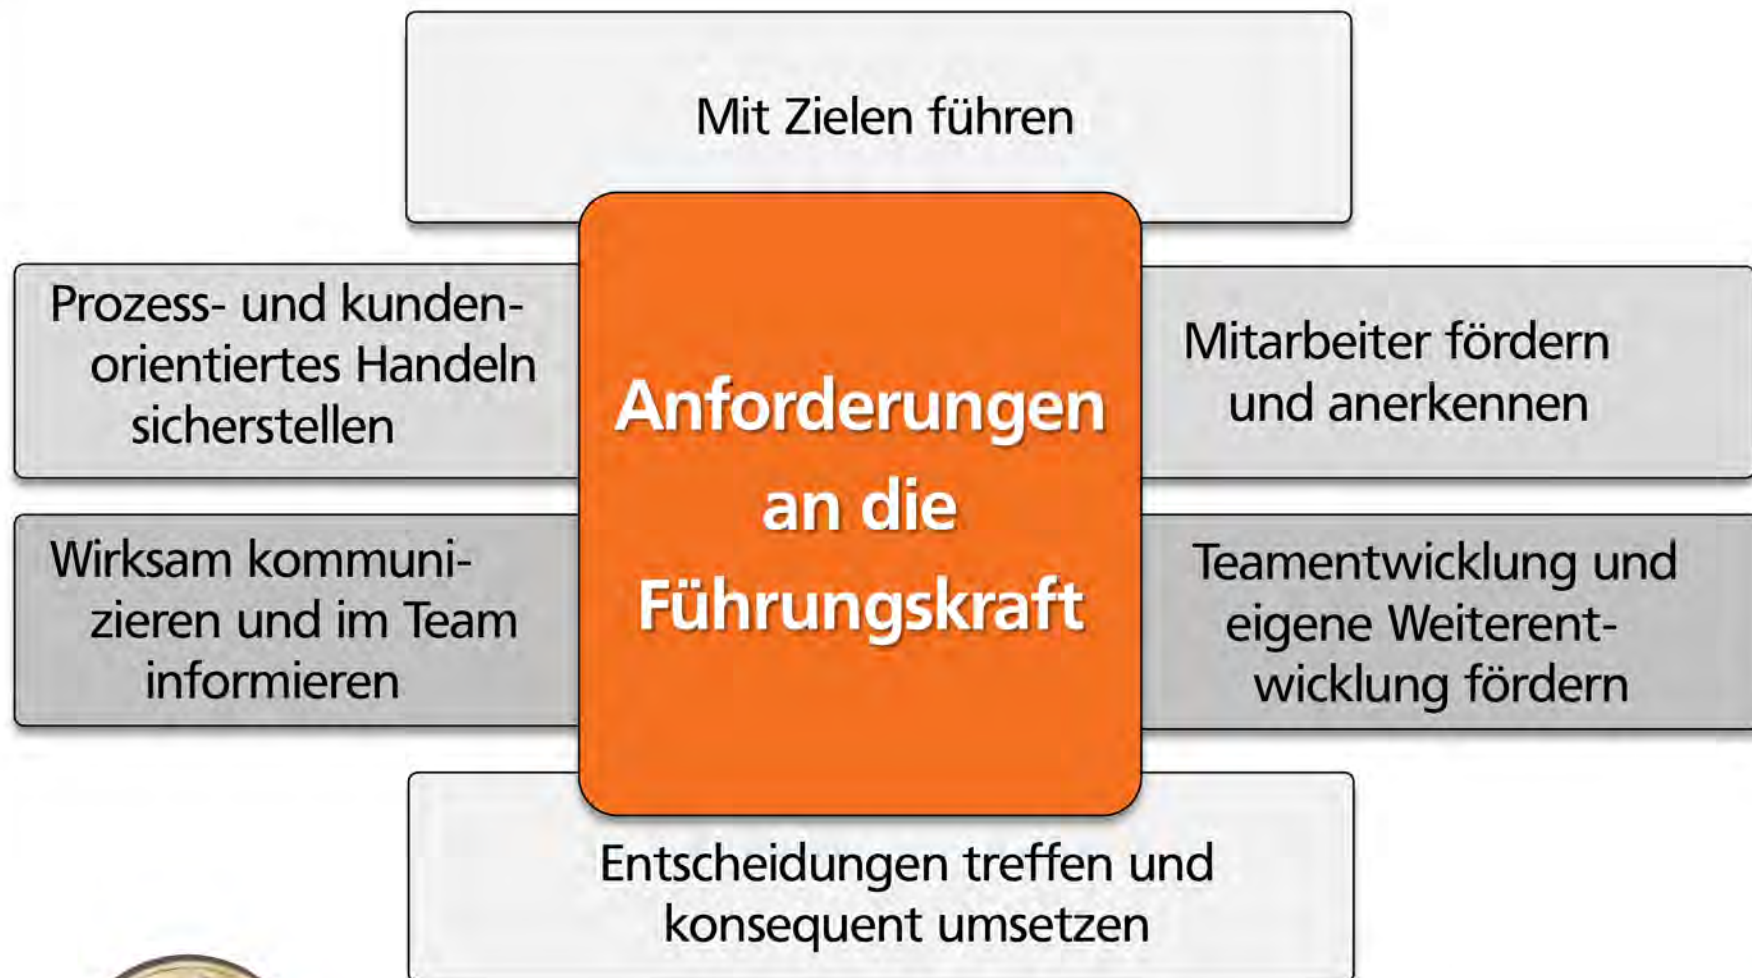 Mit Zielen führen
Prozess- und kunden-
orientiertes Handeln
sicherstellen
Wirksam kommuni-
zieren und im Team
informieren
Anforderungen
an die
Führungskraft
Mitarbeiter fördern
und anerkennen
Teamentwicklung und
eigene Weiterent-
wicklung fördern
Entscheidungen treffen und
konsequent umsetzen